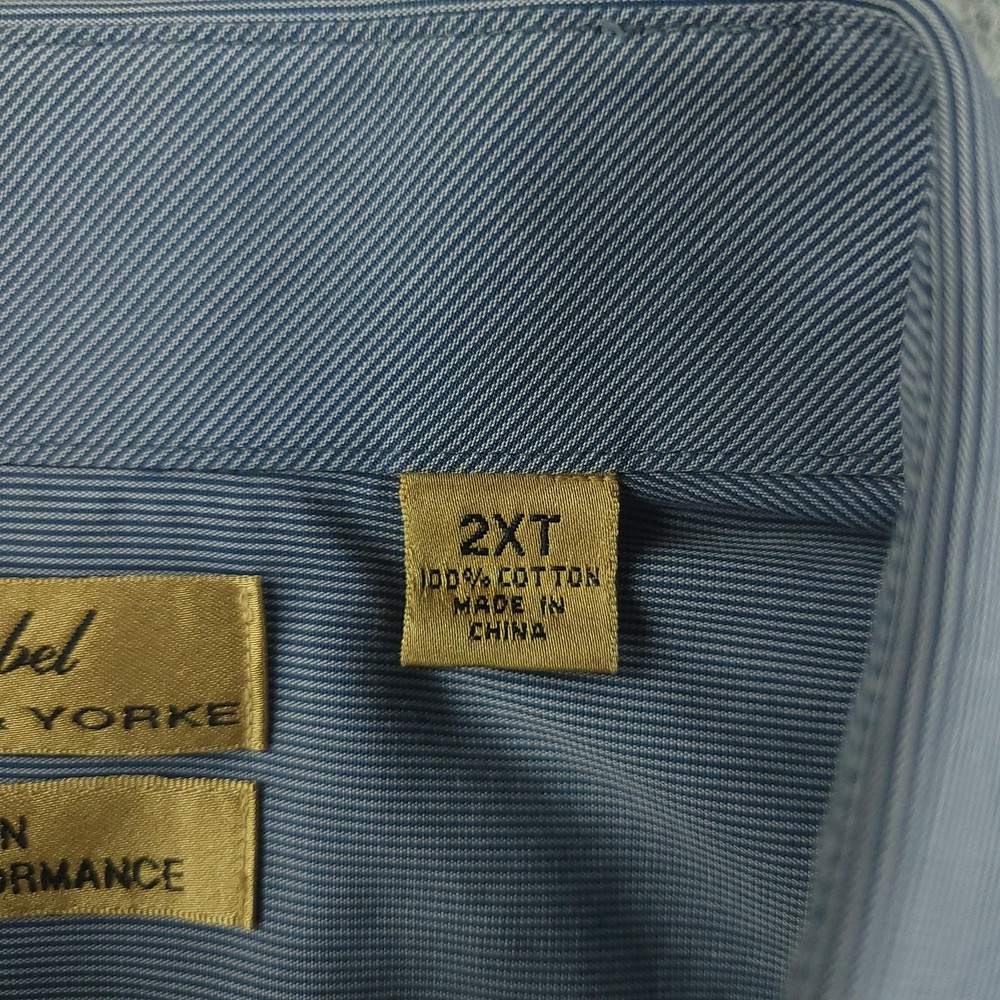 2XT
100% COTTON
MADE IN
CHINA
bel
& YORKE
N
ORMANCE